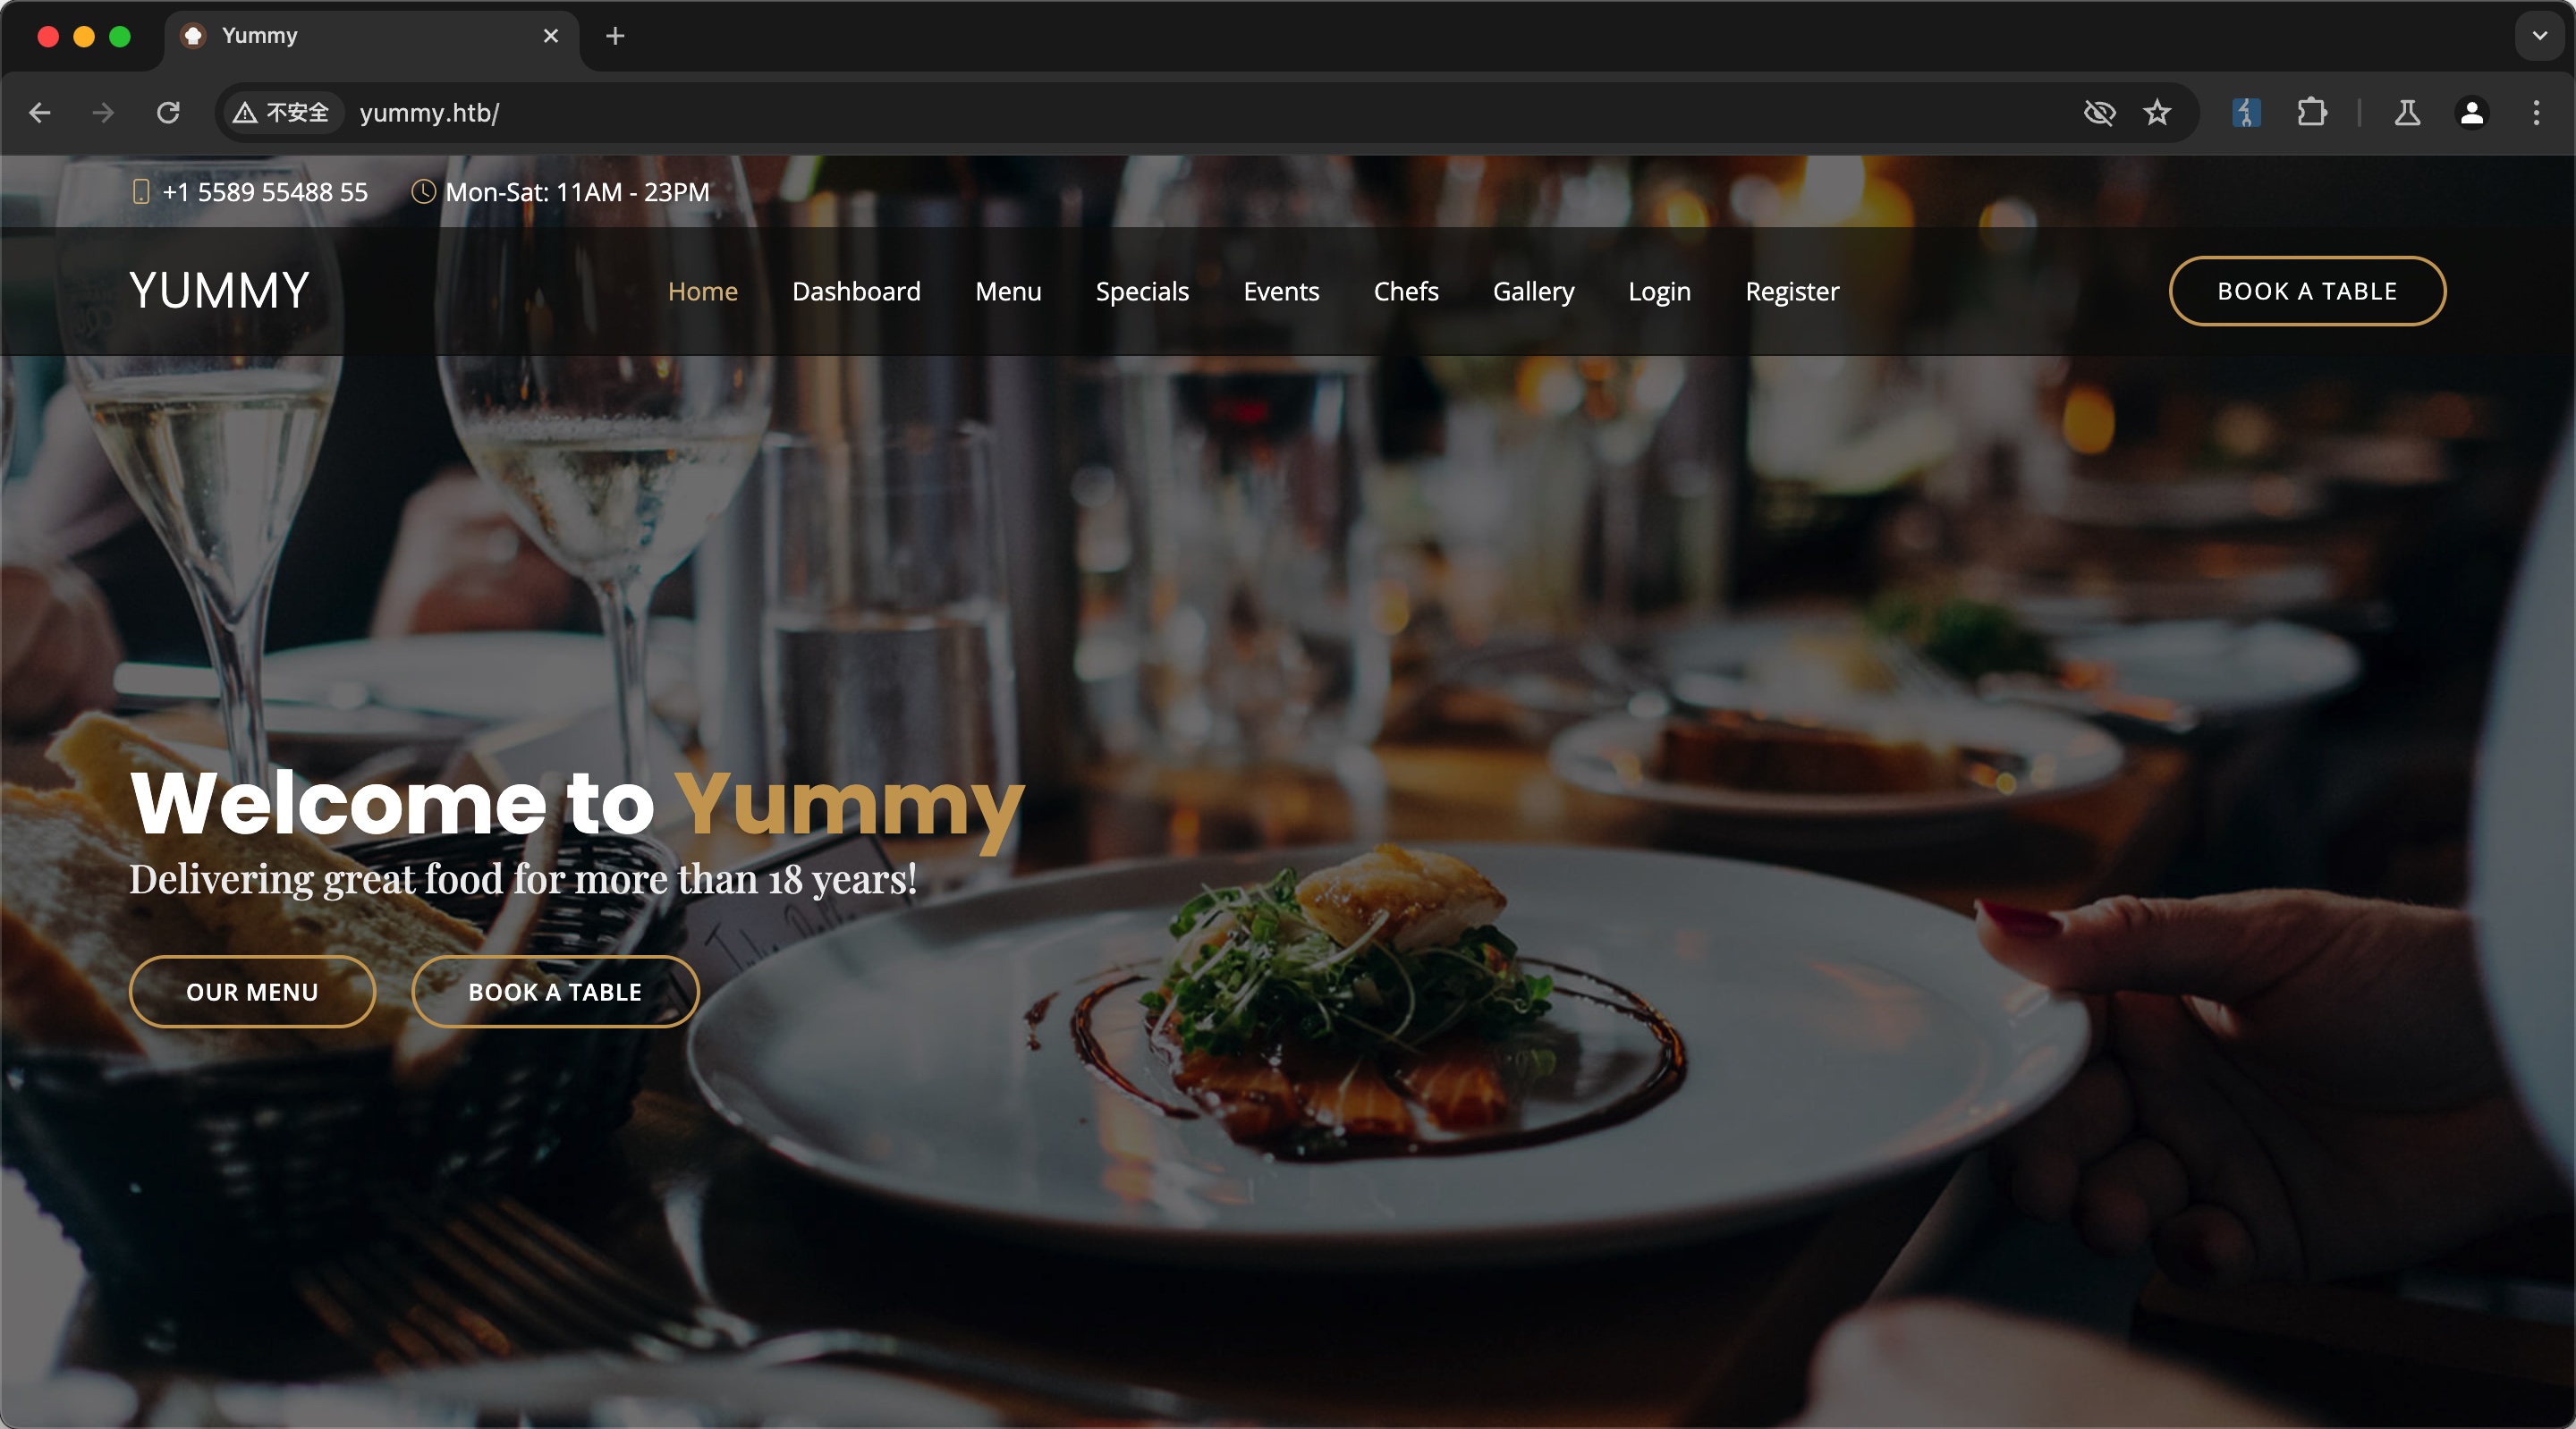 Yummy
不安全 yummy.htb/
+1 5589 55488 55 Mon-Sat: 11AM - 23PM
YUMMY Home Dashboard Menu Specials Events Chefs Gallery Login Register BOOK A TABLE
Welcome to Yummy
Delivering great food for more than 18 years!
OUR MENU BOOK A TABLE